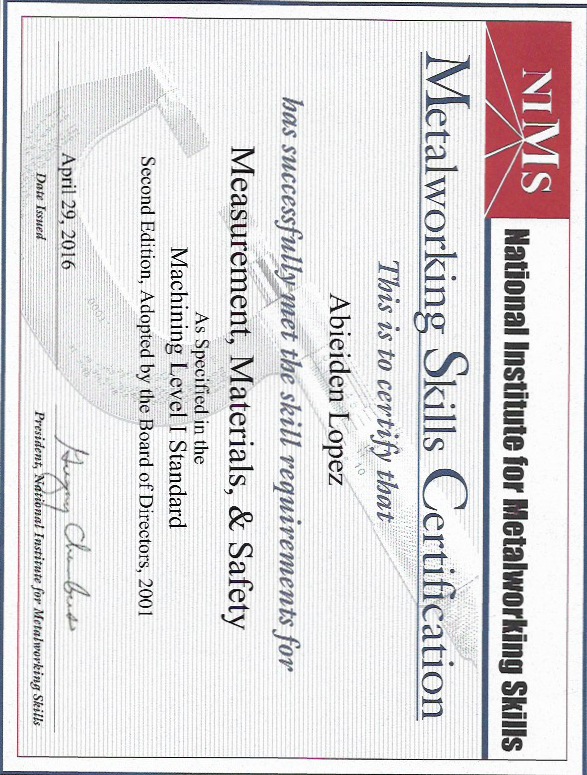 NIMS
National Institute for Metalworking Skills
Metalworking Skills Certification
This is to certify that
Abieiden Lopez
has successfully met the skill requirements for
Measurement, Materials, & Safety
As Specified in the
Machining Level I Standard
Second Edition, Adopted by the Board of Directors, 2001
April 29, 2016
Date Issued
President, National Institute for Metalworking Skills